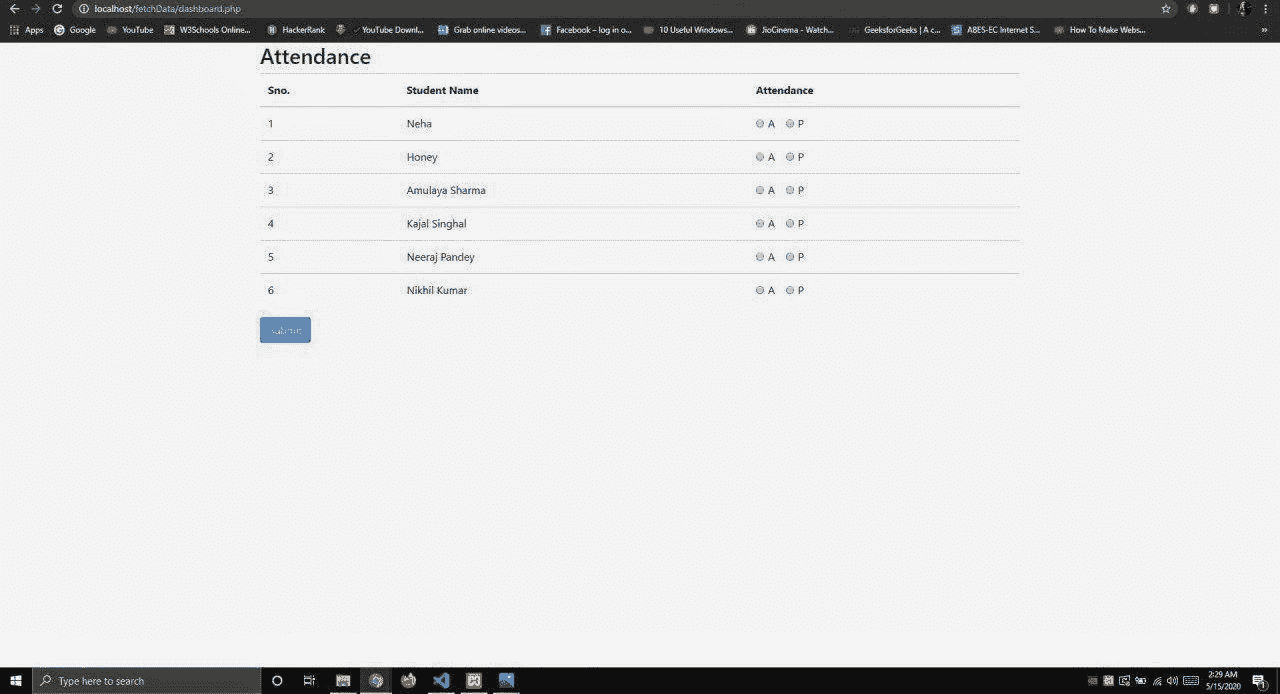 localhost/fetchData/dashboard.php
Apps Google YouTube W3Schools Online... HackerRank YouTube Downl... Grab online videos... Facebook – log in o... 10 Useful Windows... JioCinema - Watch... GeeksforGeeks | A c... ABES-EC Internet S... How To Make Webs... »
Attendance
Sno. Student Name Attendance
1 Neha A P
2 Honey A P
3 Amulaya Sharma A P
4 Kajal Singhal A P
5 Neeraj Pandey A P
6 Nikhil Kumar A P
Type here to search
2:29 AM
5/15/2020